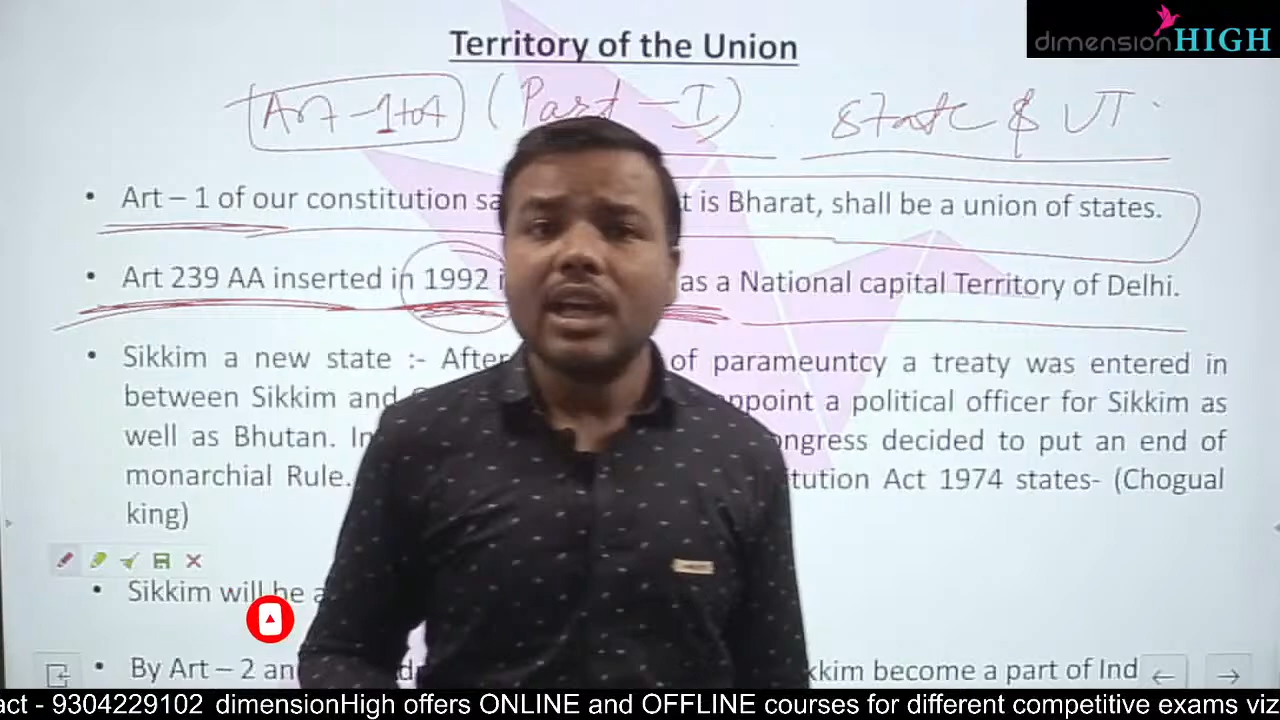 Territory of the Union
dimensionHIGH
Art - 1 to 4 (Part - I) State & UT
• Art – 1 of our constitution sa t is Bharat, shall be a union of states.
• Art 239 AA inserted in 1992 i as a National capital Territory of Delhi.
• Sikkim a new state :- After of parameuntcy a treaty was entered in
between Sikkim and ppoint a political officer for Sikkim as
well as Bhutan. In ongress decided to put an end of
monarchial Rule. tution Act 1974 states- (Chogual
king)
• Sikkim will be a
• By Art – 2 an kkim become a part of Ind
act - 9304229102 dimensionHigh offers ONLINE and OFFLINE courses for different competitive exams viz